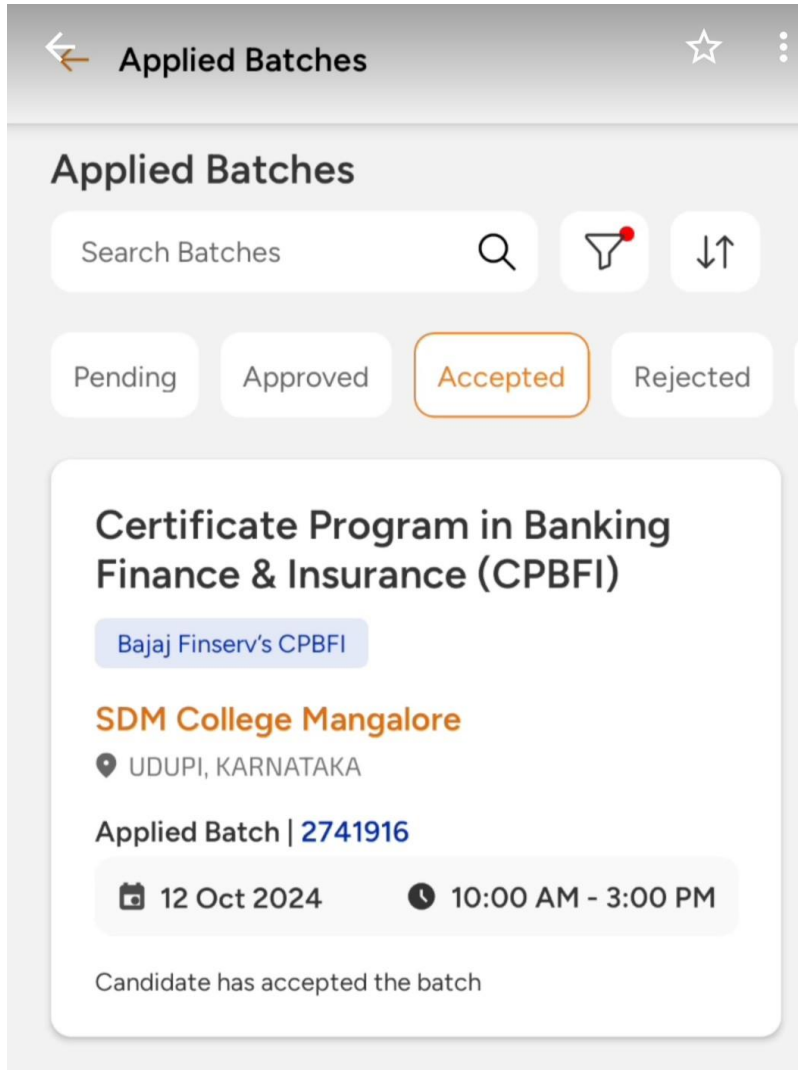 Applied Batches
Applied Batches
Search Batches
Pending Approved Accepted Rejected
Certificate Program in Banking
Finance & Insurance (CPBFI)
Bajaj Finserv's CPBFI
SDM College Mangalore
UDUPI, KARNATAKA
Applied Batch | 2741916
12 Oct 2024 10:00 AM - 3:00 PM
Candidate has accepted the batch